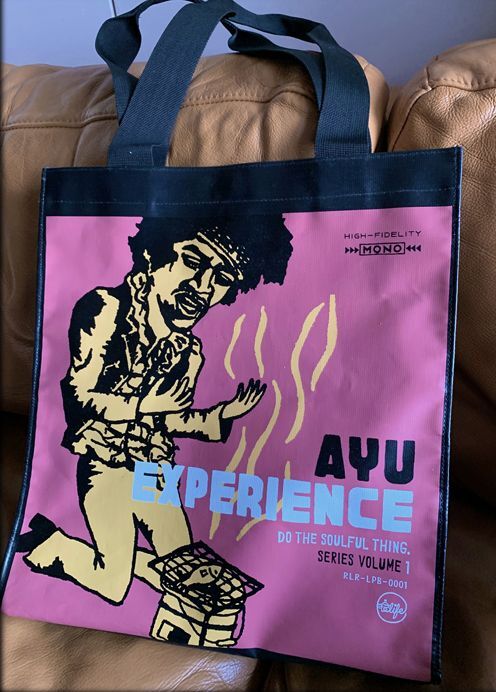 HIGH-FIDELITY
MONO
AYU
EXPERIENCE
DO THE SOULFUL THING.
SERIES VOLUME 1
RLR-LPB-0001